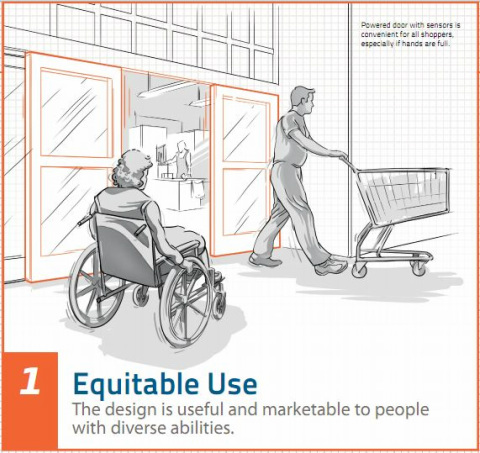 Powered door with sensors is
convenient for all shoppers,
especially if hands are full.
1
Equitable Use
The design is useful and marketable to people
with diverse abilities.